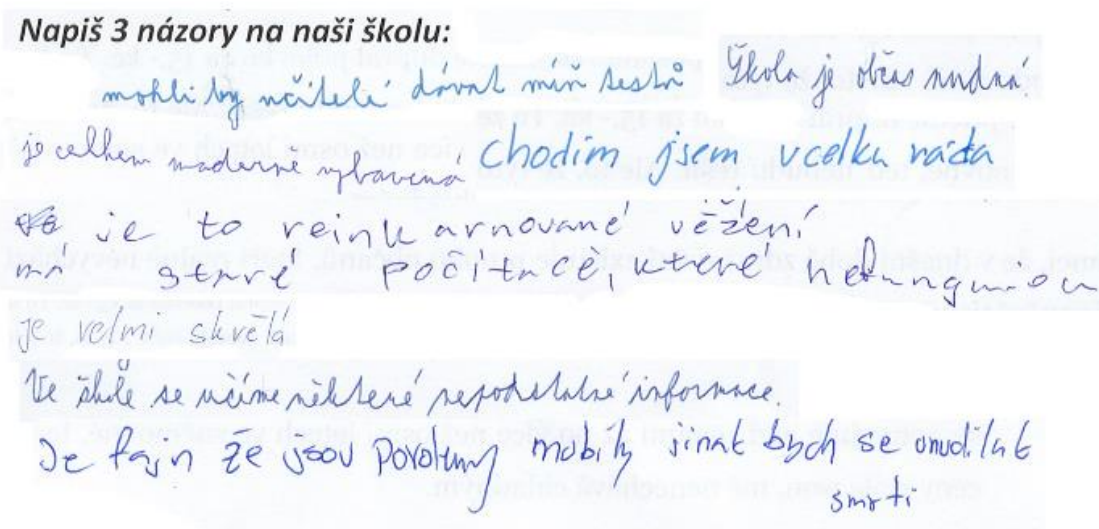 Napiš 3 názory na naši školu:
mohli by učitelé dávat míň testů
Škola je občas nudná.
je celkem moderně vybavená
Chodím jsem vcelku ráda
je to reinkarnované věžení
má staré počítače, které nefungujou
je velmi skvělá
Ve škole se učíme některé nepodstatné informace.
Je fajn že jsou povoleny mobily jinak bych se unudil k
smrti